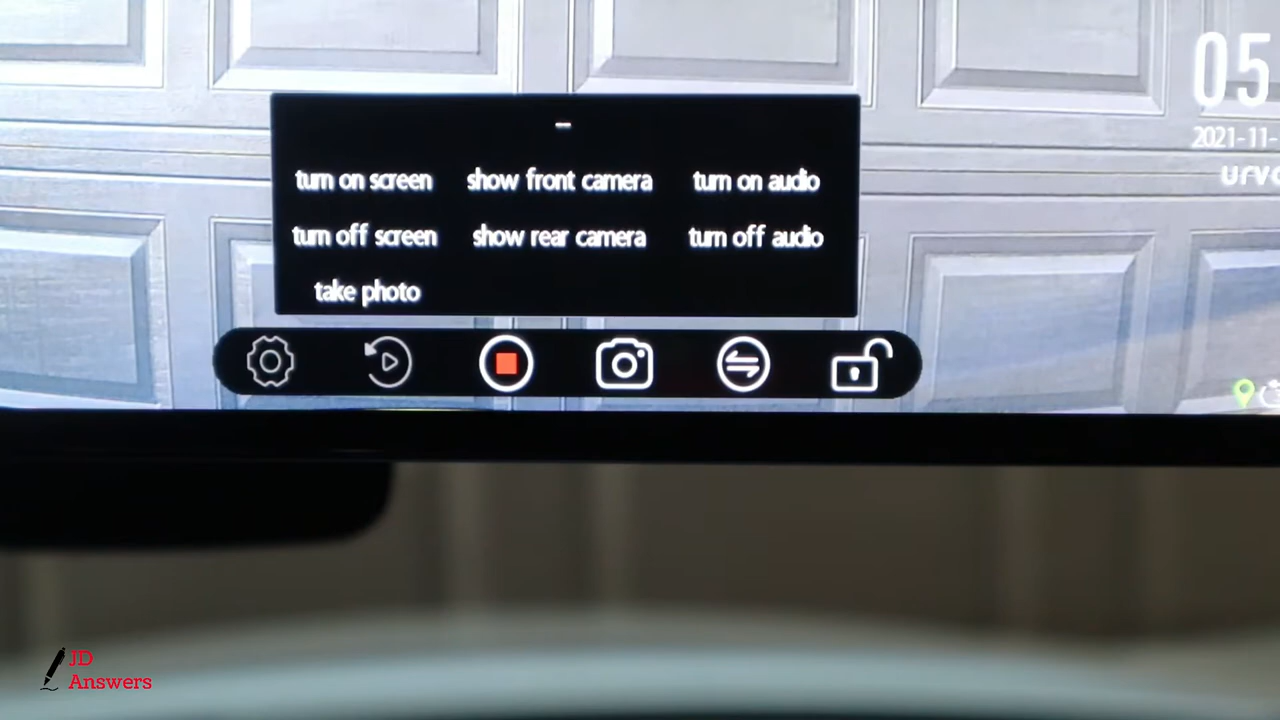 turn on screen show front camera turn on audio
turn off screen show rear camera turn off audio
take photo
05
2021-11-
JD
Answers